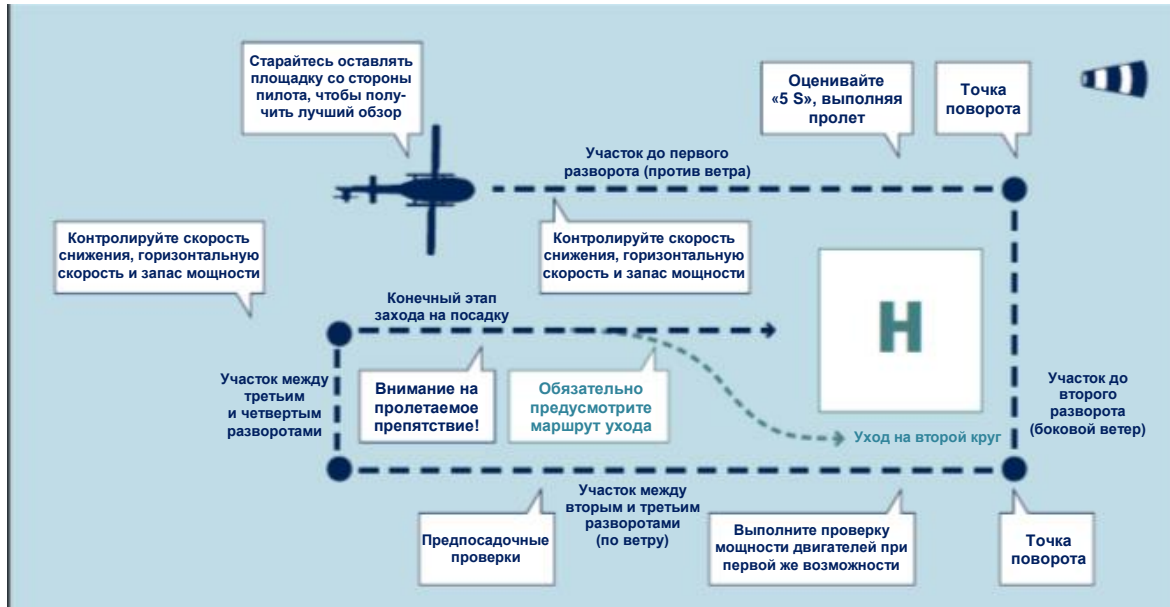 Старайтесь оставлять
площадку со стороны
пилота, чтобы полу-
чить лучший обзор
Оценивайте
«5 S», выполняя
пролет
Точка
поворота
Участок до первого
разворота (против ветра)
Контролируйте скорость
снижения, горизонтальную
скорость и запас мощности
Контролируйте скорость
снижения, горизонтальную
скорость и запас мощности
Конечный этап
захода на посадку
H
Участок между
третьим
и четвертым
разворотами
Внимание на
пролетаемое
препятствие!
Обязательно
предусмотрите
маршрут ухода
Участок до
второго
разворота
(боковой ветер)
Уход на второй круг
Участок между
вторым и третьим
разворотами
(по ветру)
Предпосадочные
проверки
Выполните проверку
мощности двигателей при
первой же возможности
Точка
поворота